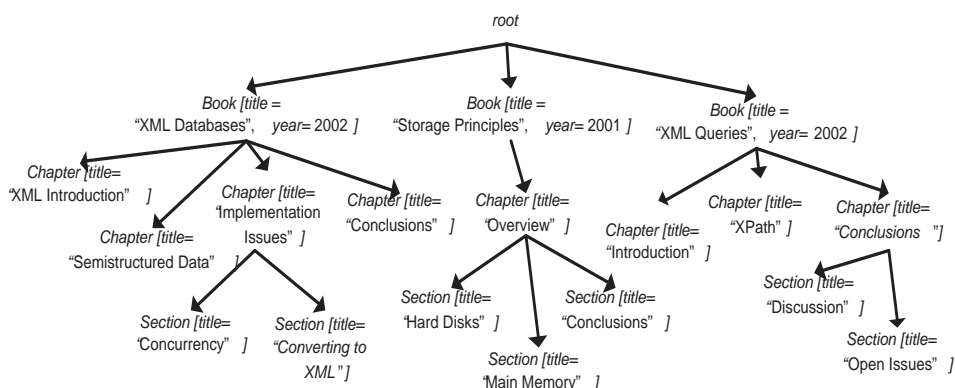 root
Book [title =
“XML Databases”, year= 2002 ]
Book [title =
“Storage Principles”, year= 2001 ]
Book [title =
“XML Queries”, year= 2002 ]
Chapter [title=
“XML Introduction” ]
Chapter [title=
“Semistructured Data” ]
Chapter [title=
“Implementation
Issues” ]
Chapter [title=
“Conclusions” ]
Chapter [title=
“Overview” ]
Chapter [title=
“Introduction” ]
Chapter [title=
“XPath” ]
Chapter [title=
“Conclusions ”]
Section [title=
“Concurrency” ]
Section [title=
“Converting to
XML”]
Section [title=
“Hard Disks” ]
Section [title=
“Main Memory” ]
Section [title=
“Conclusions” ]
Section [title=
“Discussion” ]
Section [title=
“Open Issues” ]